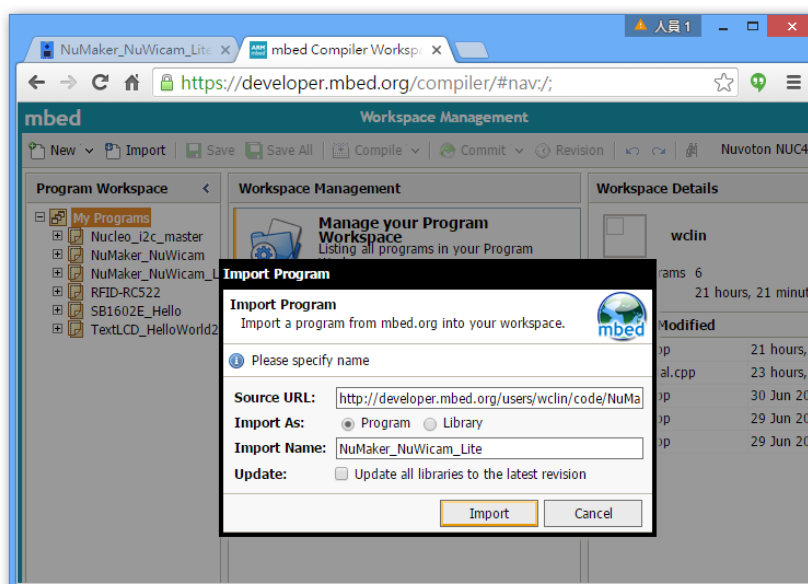 人員 1
NuMaker_NuWicam_Lite
ARM mbed
mbed Compiler Worksp
https://developer.mbed.org/compiler/#nav:/;
mbed
Workspace Management
New
Import
Save
Save All
Compile
Commit
Revision
Nuvoton NUC4
Program Workspace
Workspace Management
Workspace Details
My Programs
Nucleo_i2c_master
NuMaker_NuWicam
NuMaker_NuWicam_L
RFID-RC522
SB1602E_Hello
TextLCD_HelloWorld2
Manage your Program
Workspace
Listing all programs in your Program
wclin
rams 6
21 hours, 21 minut
Modified
pp 21 hours,
al.cpp 23 hours,
pp 30 Jun 20
pp 29 Jun 20
pp 29 Jun 20
Import Program
Import Program
Import a program from mbed.org into your workspace.
mbed
Please specify name
Source URL: http://developer.mbed.org/users/wclin/code/NuMa
Import As: Program Library
Import Name: NuMaker_NuWicam_Lite
Update: Update all libraries to the latest revision
Import Cancel